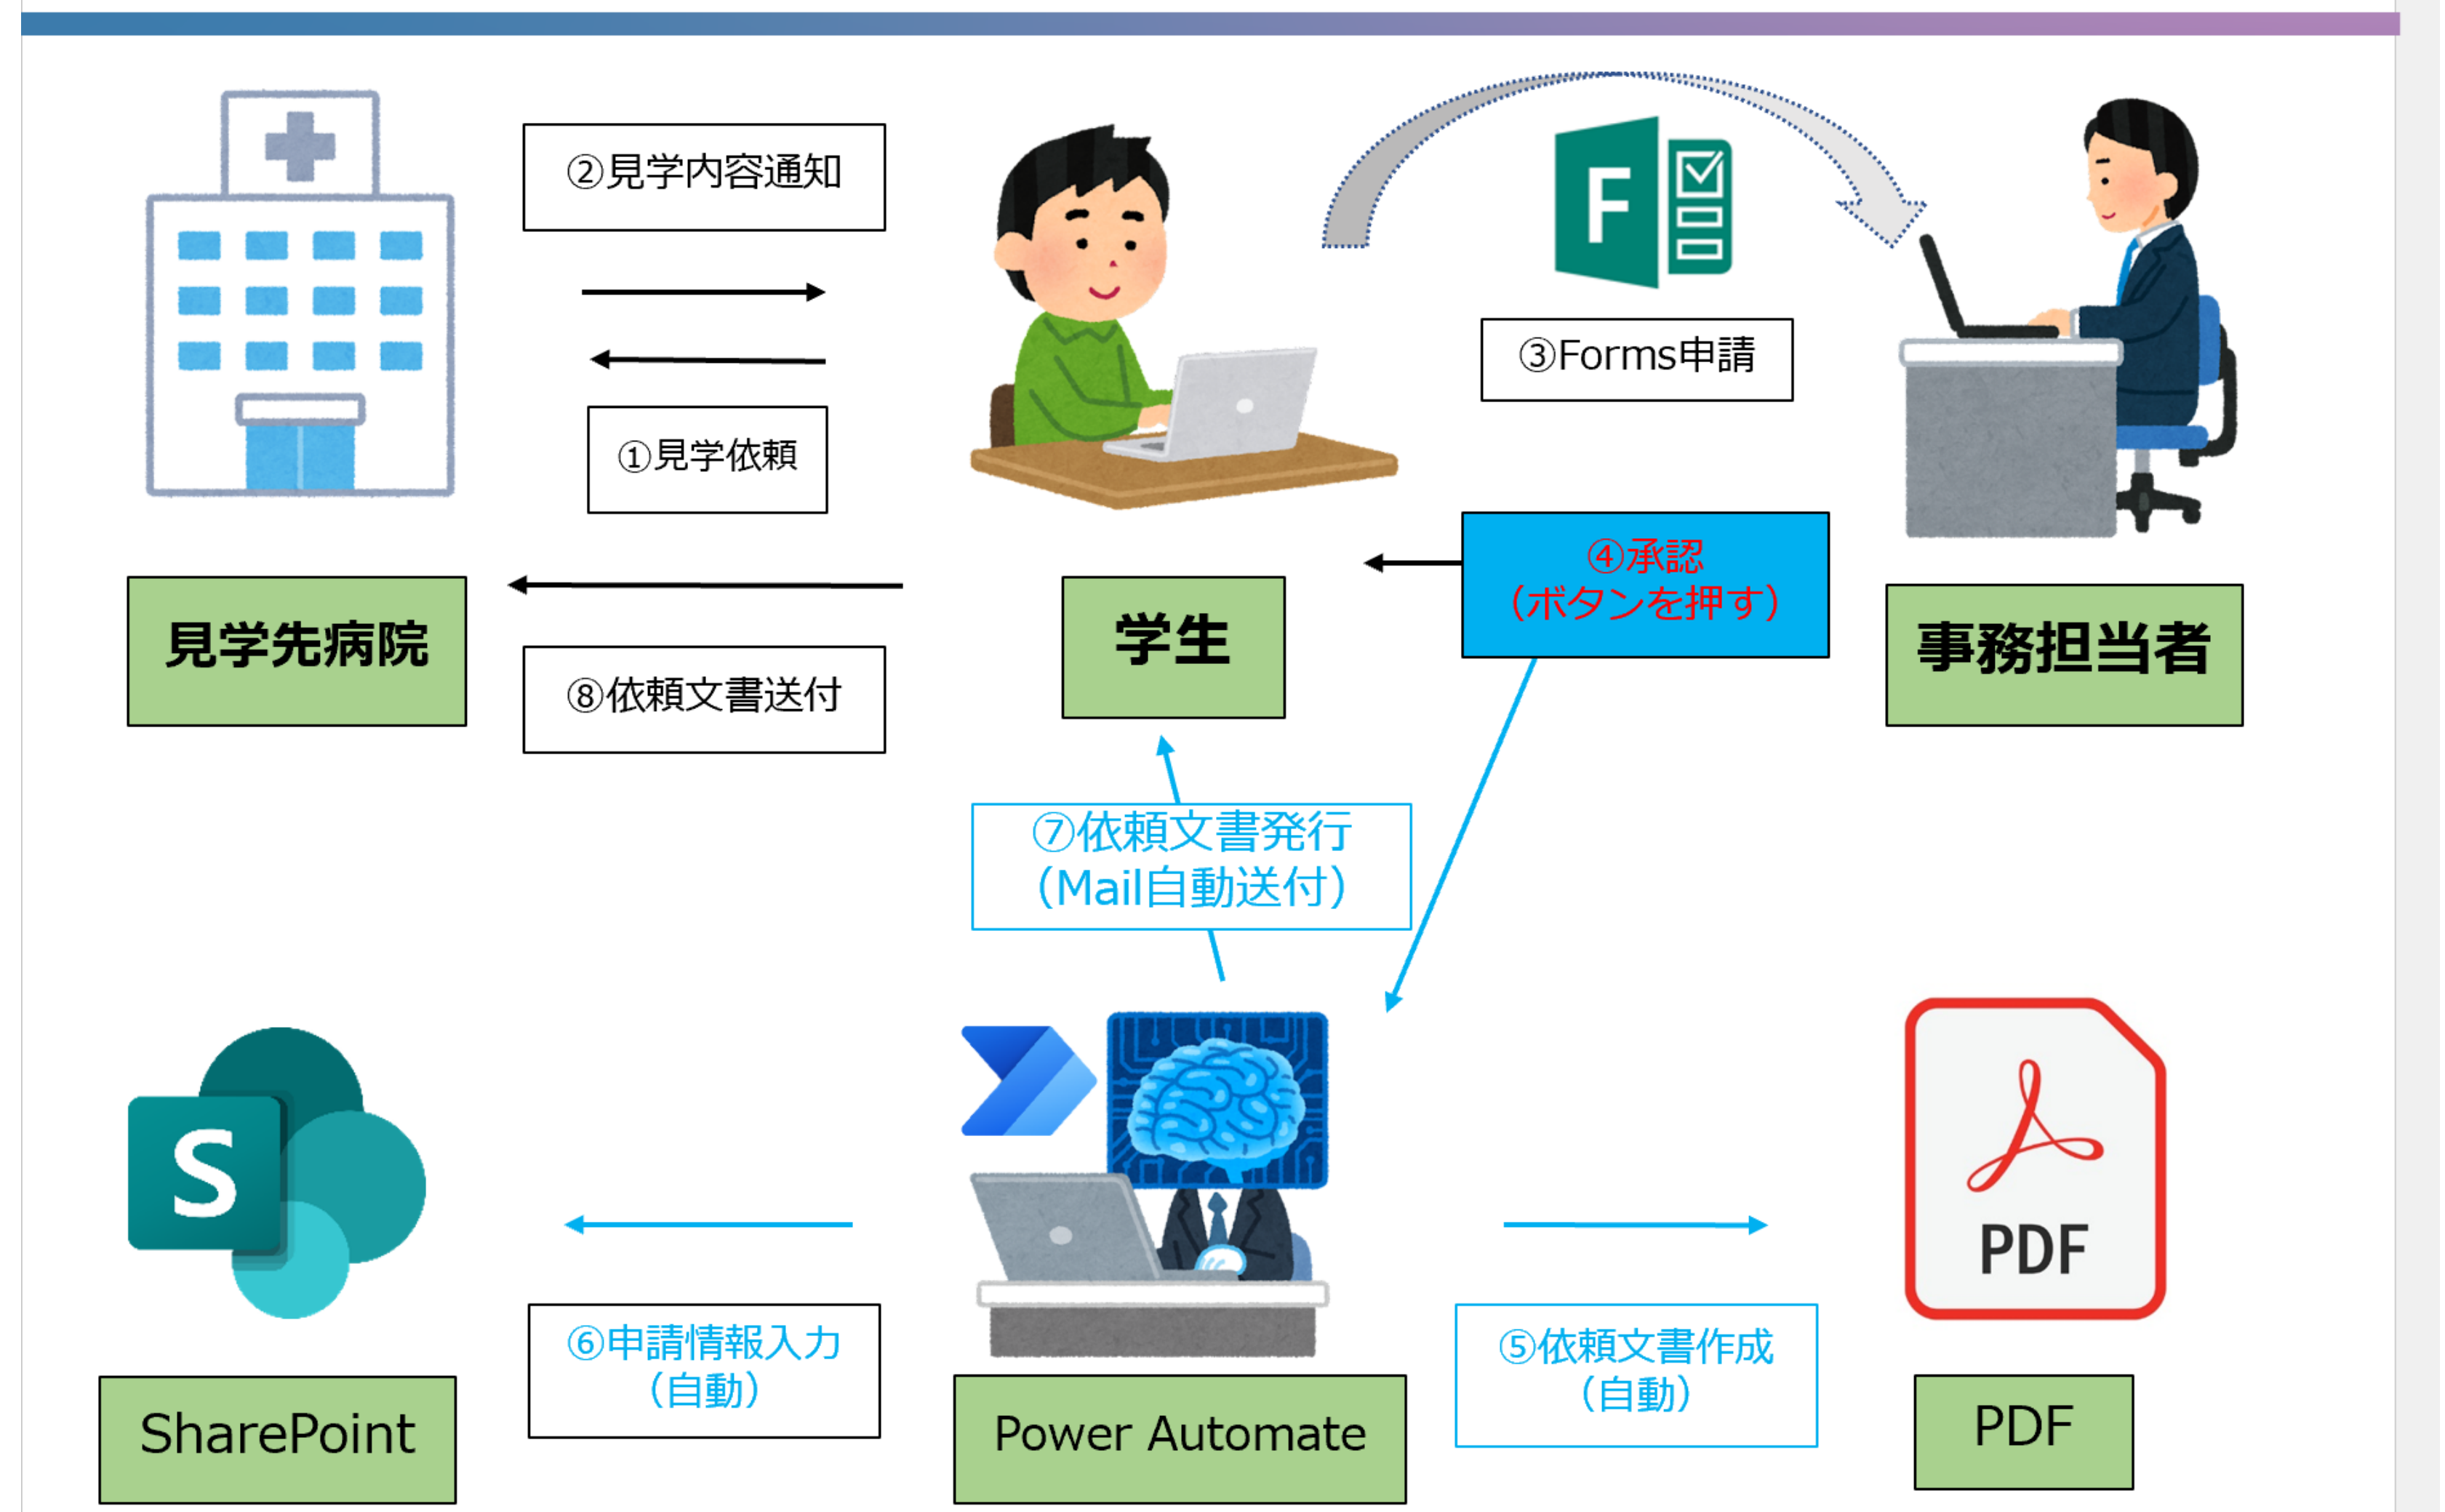 ②見学内容通知
F
③Forms申請
①見学依頼
④承認
（ボタンを押す）
見学先病院
学生
事務担当者
⑧依頼文書送付
⑦依頼文書発行
（Mail自動送付）
S
PDF
⑥申請情報入力
（自動）
⑤依頼文書作成
（自動）
SharePoint
Power Automate
PDF